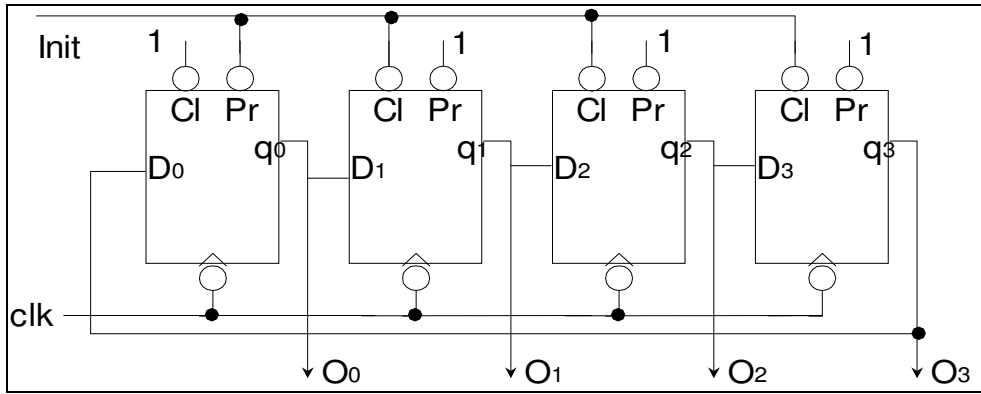 Init 1 1 1 1
Cl Pr Cl Pr Cl Pr Cl Pr
q0 q1 q2 q3
D0 D1 D2 D3
clk
O0 O1 O2 O3